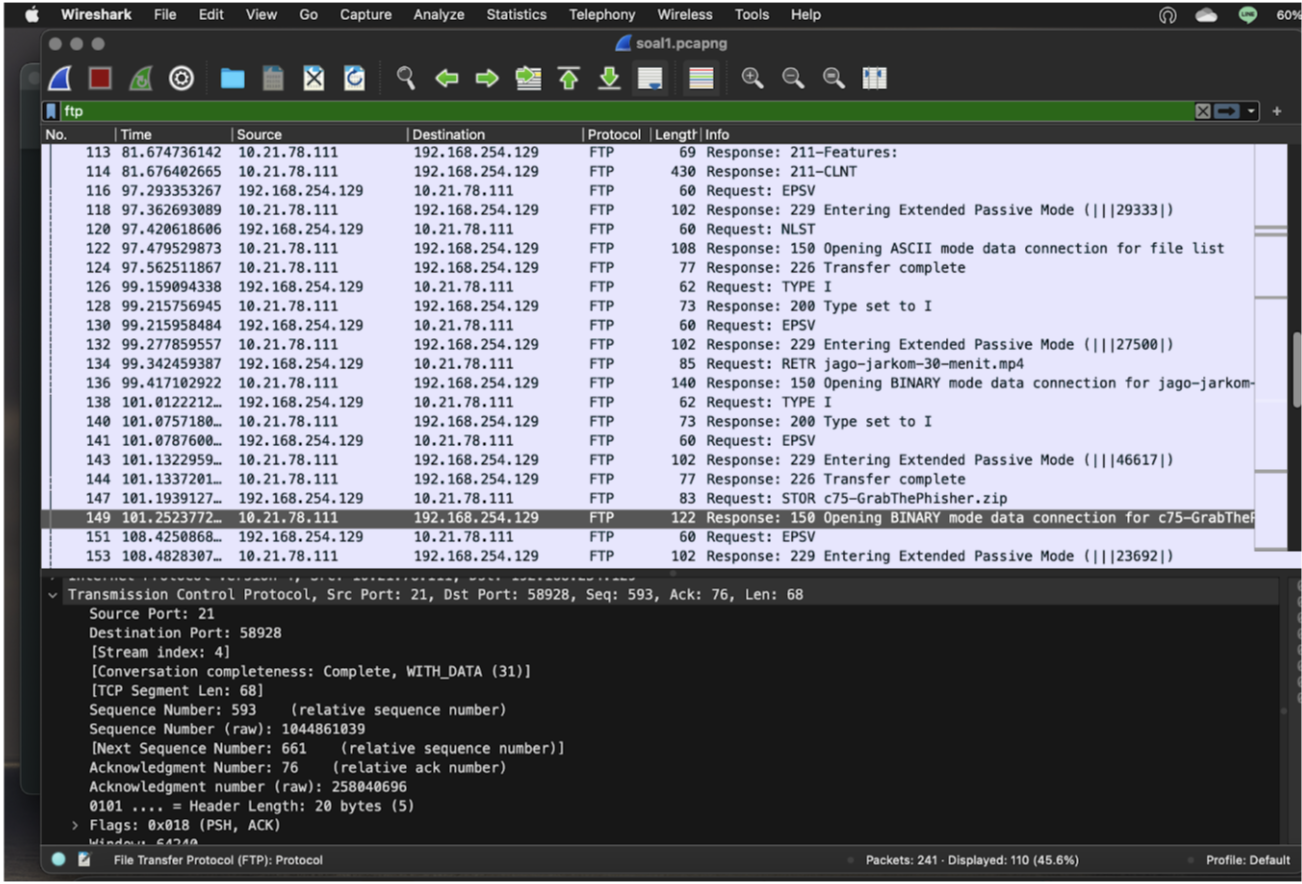 Wireshark File Edit View Go Capture Analyze Statistics Telephony Wireless Tools Help LINE 60%
soal1.pcapng
ftp
No. Time Source Destination Protocol Length Info
113 81.674736142 10.21.78.111 192.168.254.129 FTP 69 Response: 211-Features:
114 81.676402665 10.21.78.111 192.168.254.129 FTP 430 Response: 211-CLNT
116 97.293353267 192.168.254.129 10.21.78.111 FTP 60 Request: EPSV
118 97.362693089 10.21.78.111 192.168.254.129 FTP 102 Response: 229 Entering Extended Passive Mode (|||29333|)
120 97.420618606 192.168.254.129 10.21.78.111 FTP 60 Request: NLST
122 97.479529873 10.21.78.111 192.168.254.129 FTP 108 Response: 150 Opening ASCII mode data connection for file list
124 97.562511867 10.21.78.111 192.168.254.129 FTP 77 Response: 226 Transfer complete
126 99.159094338 192.168.254.129 10.21.78.111 FTP 62 Request: TYPE I
128 99.215756945 10.21.78.111 192.168.254.129 FTP 73 Response: 200 Type set to I
130 99.215958484 192.168.254.129 10.21.78.111 FTP 60 Request: EPSV
132 99.277859557 10.21.78.111 192.168.254.129 FTP 102 Response: 229 Entering Extended Passive Mode (|||27500|)
134 99.342459387 192.168.254.129 10.21.78.111 FTP 85 Request: RETR jago-jarkom-30-menit.mp4
136 99.417102922 10.21.78.111 192.168.254.129 FTP 140 Response: 150 Opening BINARY mode data connection for jago-jarkom-
138 101.0122212… 192.168.254.129 10.21.78.111 FTP 62 Request: TYPE I
140 101.0757180… 10.21.78.111 192.168.254.129 FTP 73 Response: 200 Type set to I
141 101.0787600… 192.168.254.129 10.21.78.111 FTP 60 Request: EPSV
143 101.1322959… 10.21.78.111 192.168.254.129 FTP 102 Response: 229 Entering Extended Passive Mode (|||46617|)
144 101.1337201… 10.21.78.111 192.168.254.129 FTP 77 Response: 226 Transfer complete
147 101.1939127… 192.168.254.129 10.21.78.111 FTP 83 Request: STOR c75-GrabThePhisher.zip
149 101.2523772… 10.21.78.111 192.168.254.129 FTP 122 Response: 150 Opening BINARY mode data connection for c75-GrabTheP
151 108.4250868… 192.168.254.129 10.21.78.111 FTP 60 Request: EPSV
153 108.4828307… 10.21.78.111 192.168.254.129 FTP 102 Response: 229 Entering Extended Passive Mode (|||23692|)
Transmission Control Protocol, Src Port: 21, Dst Port: 58928, Seq: 593, Ack: 76, Len: 68
Source Port: 21
Destination Port: 58928
[Stream index: 4]
[Conversation completeness: Complete, WITH_DATA (31)]
[TCP Segment Len: 68]
Sequence Number: 593 (relative sequence number)
Sequence Number (raw): 1044861039
[Next Sequence Number: 661 (relative sequence number)]
Acknowledgment Number: 76 (relative ack number)
Acknowledgment number (raw): 258040696
0101 .... = Header Length: 20 bytes (5)
Flags: 0x018 (PSH, ACK)
Window: 64240
File Transfer Protocol (FTP): Protocol Packets: 241 · Displayed: 110 (45.6%) Profile: Default